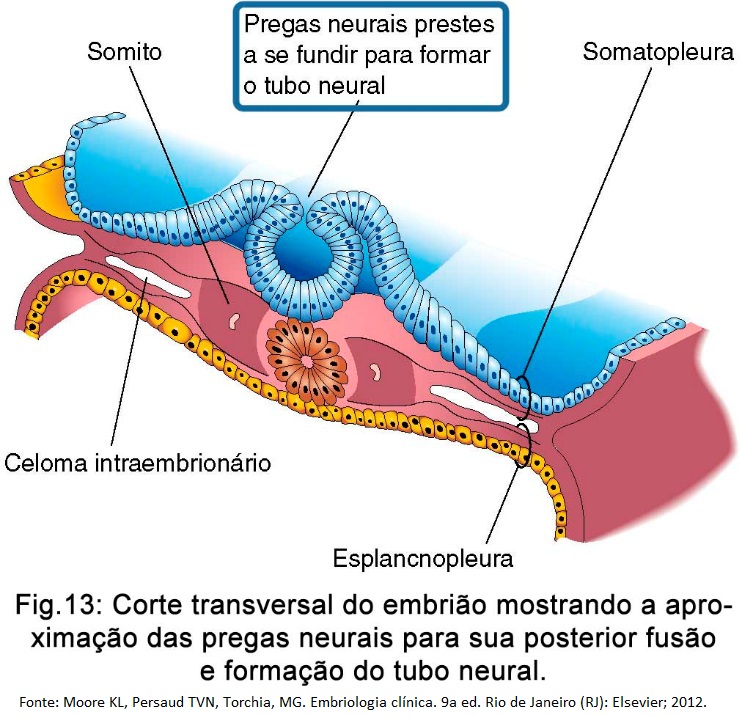 Pregas neurais prestes
a se fundir para formar
o tubo neural
Somito
Somatopleura
Celoma intraembrionário
Esplancnopleura
Fig.13: Corte transversal do embrião mostrando a apro-
ximação das pregas neurais para sua posterior fusão
e formação do tubo neural.
Fonte: Moore KL, Persaud TVN, Torchia, MG. Embriologia clínica. 9a ed. Rio de Janeiro (RJ): Elsevier; 2012.